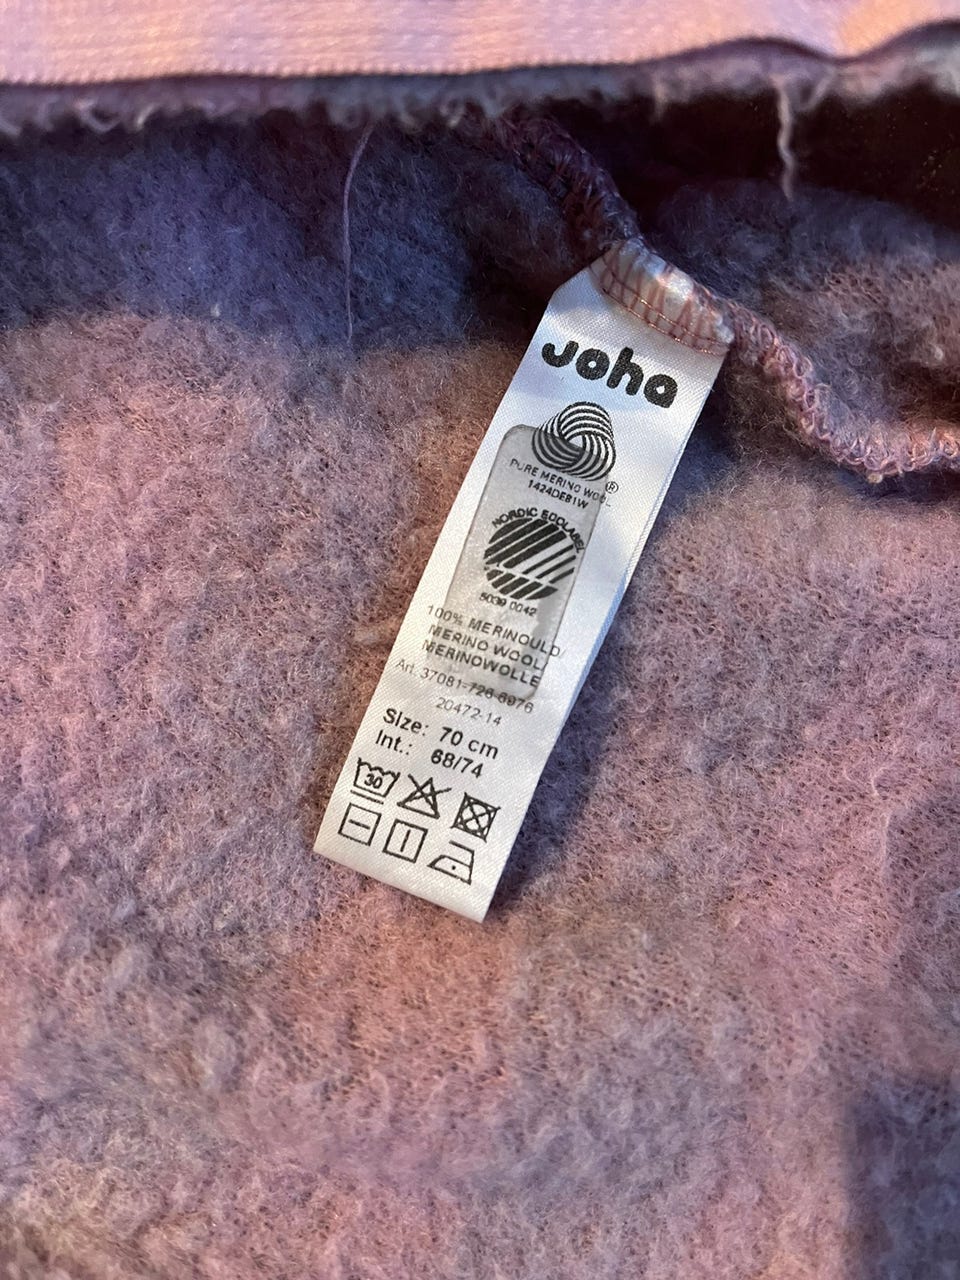 Joha
PURE MERINO WOOL
1424DE81W
NORDIC ECOLABEL
5039 0042
100% MERINOULD/
MERINO WOOL/
MERINOWOLLE
Art. 37081-726-6976
20472-14
Size: 70 cm
Int.: 68/74
30